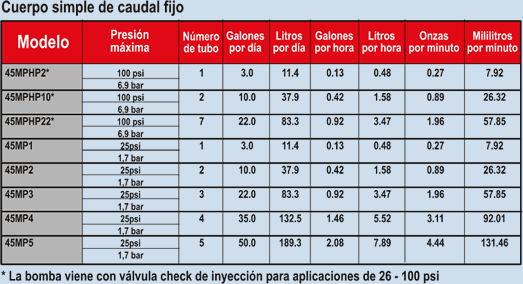 Cuerpo simple de caudal fijo
Modelo Presión máxima Número de tubo Galones por día Litros por día Galones por hora Litros por hora Onzas por minuto Mililitros por minuto
45MPHP2* 100 psi 1 3.0 11.4 0.13 0.48 0.27 7.92
6,9 bar
45MPHP10* 100 psi 2 10.0 37.9 0.42 1.58 0.89 26.32
6,9 bar
45MPHP22* 100 psi 7 22.0 83.3 0.92 3.47 1.96 57.85
6,9 bar
45MP1 25psi 1 3.0 11.4 0.13 0.48 0.27 7.92
1,7 bar
45MP2 25psi 2 10.0 37.9 0.42 1.58 0.89 26.32
1,7 bar
45MP3 25psi 3 22.0 83.3 0.92 3.47 1.96 57.85
1,7 bar
45MP4 25psi 4 35.0 132.5 1.46 5.52 3.11 92.01
1,7 bar
45MP5 25psi 5 50.0 189.3 2.08 7.89 4.44 131.46
1,7 bar
* La bomba viene con válvula check de inyección para aplicaciones de 26 - 100 psi